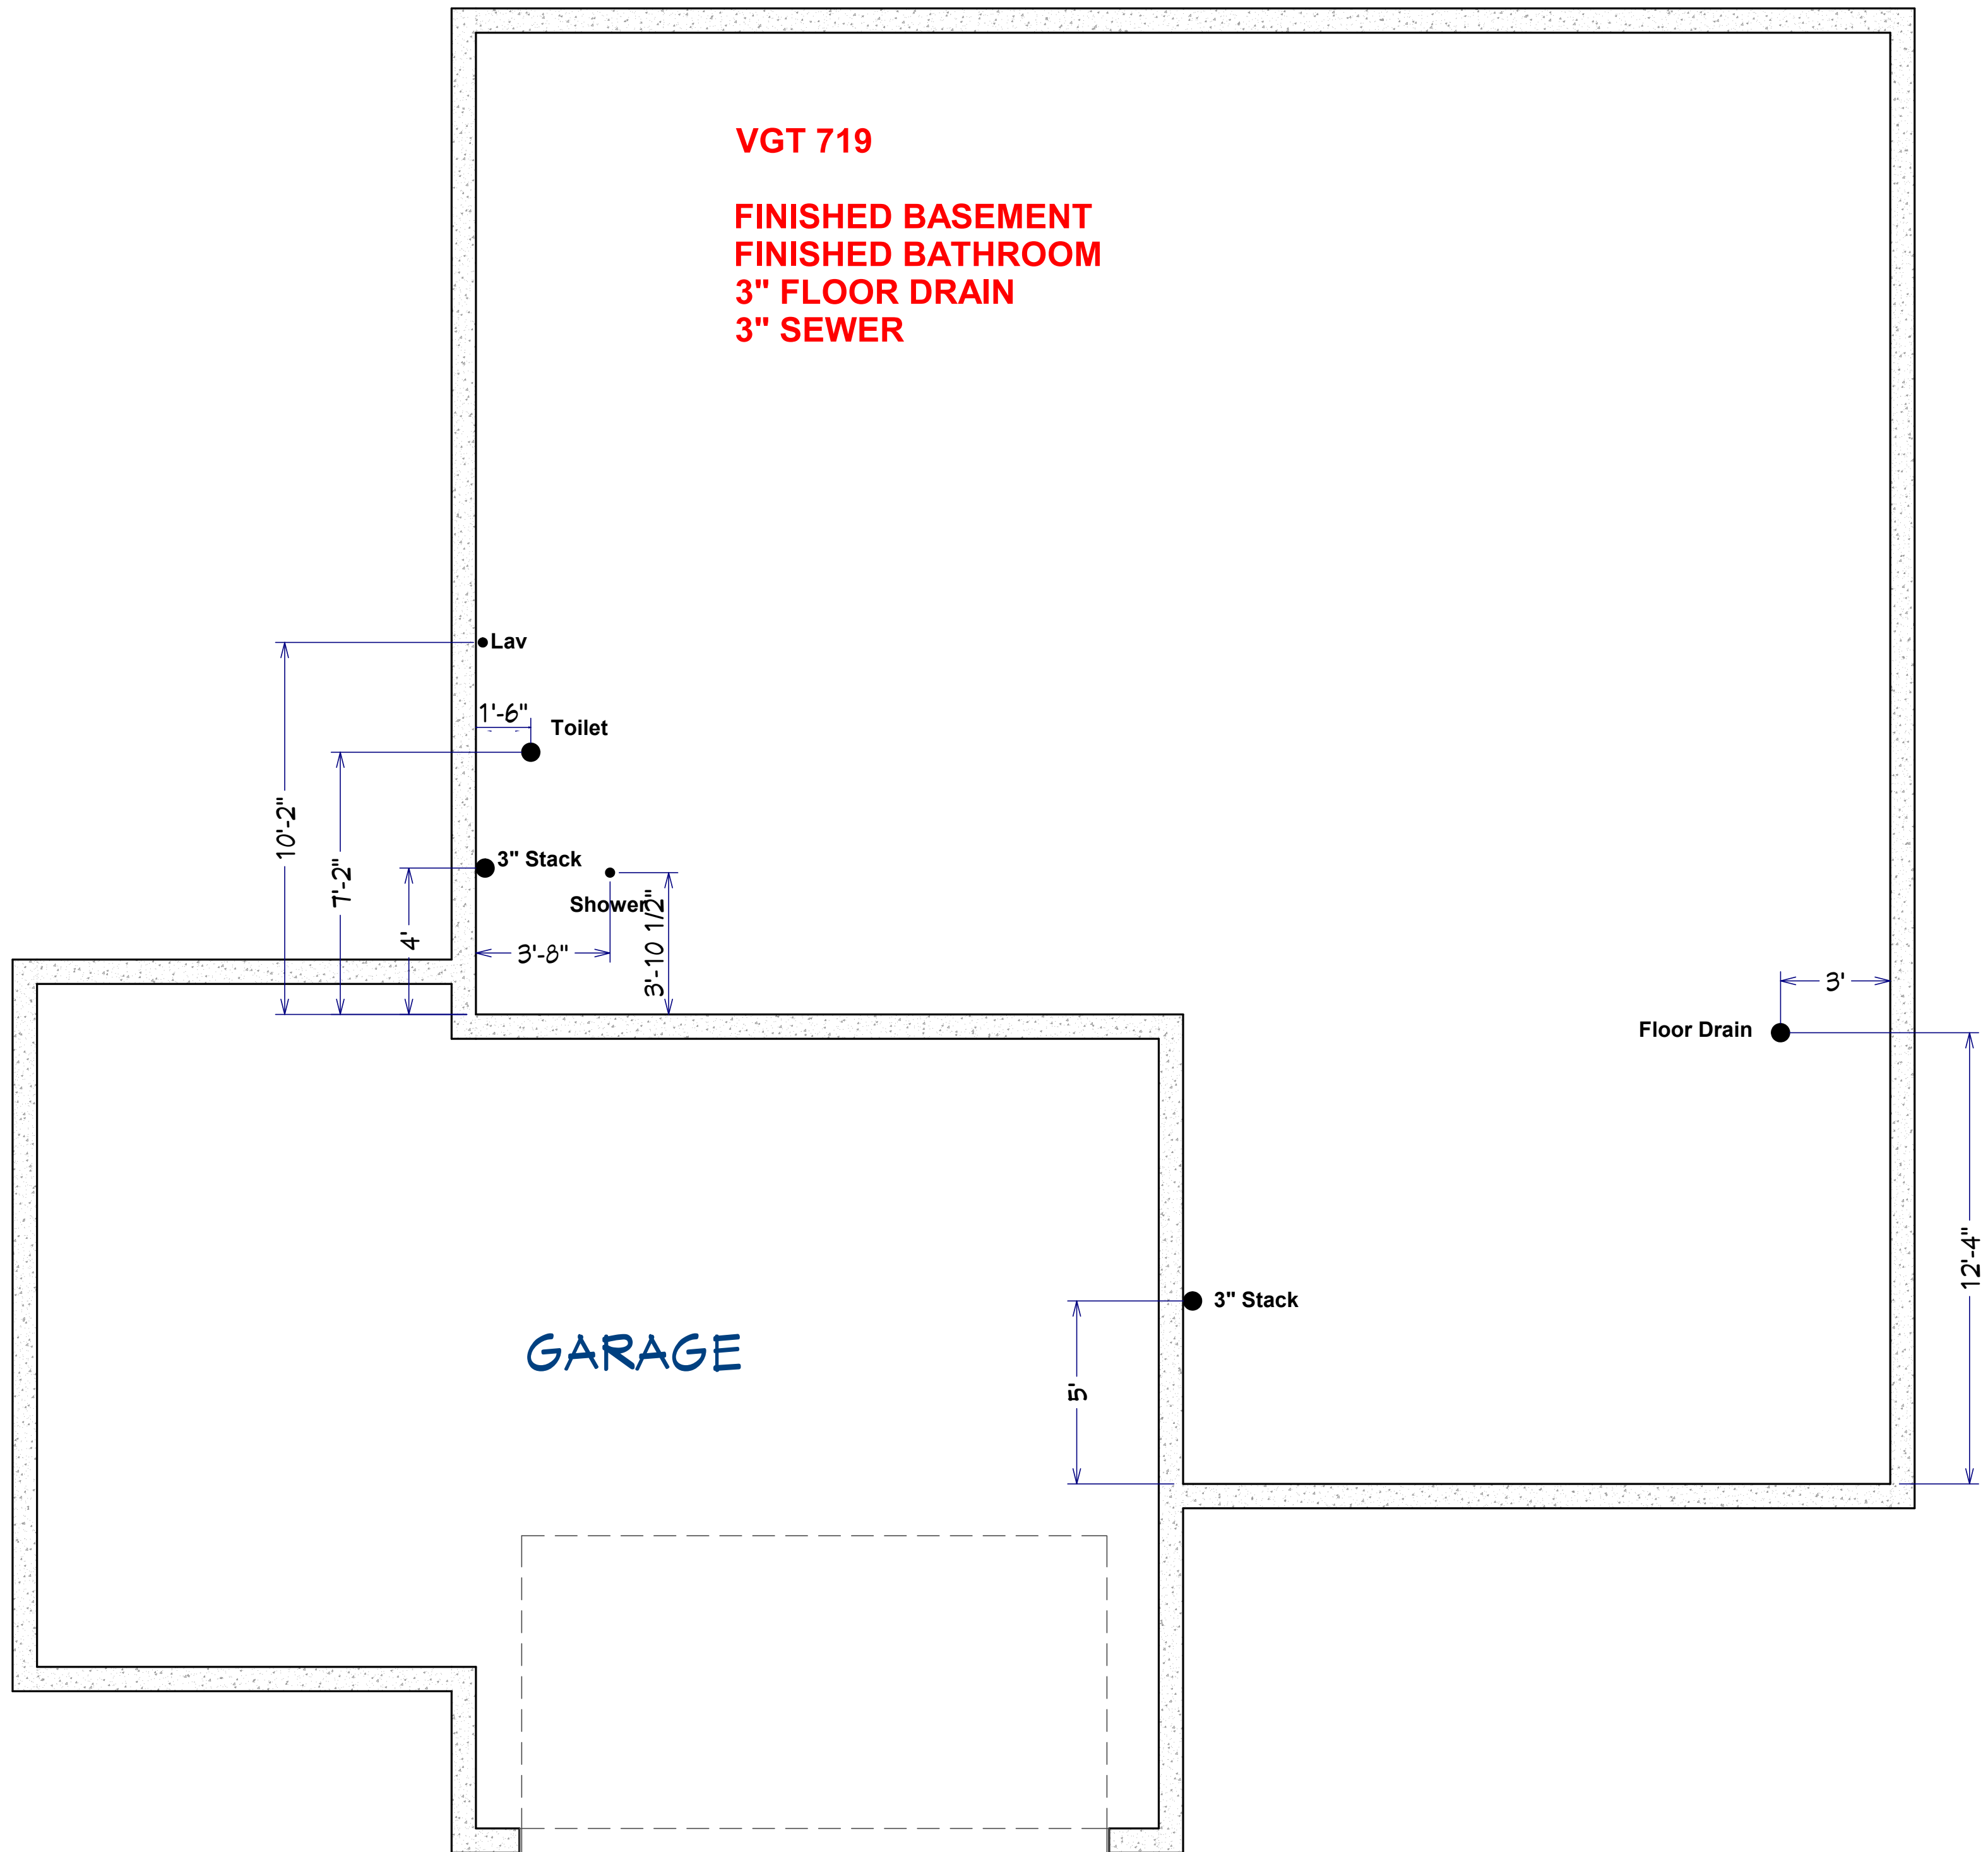 VGT 719
FINISHED BASEMENT
FINISHED BATHROOM
3" FLOOR DRAIN
3" SEWER
Lav
1'-6"
Toilet
10'-2"
7'-2"
3" Stack
Shower
4'
3'-8"
3'-10 1/2"
3'
Floor Drain
12'-4"
3" Stack
GARAGE
5'